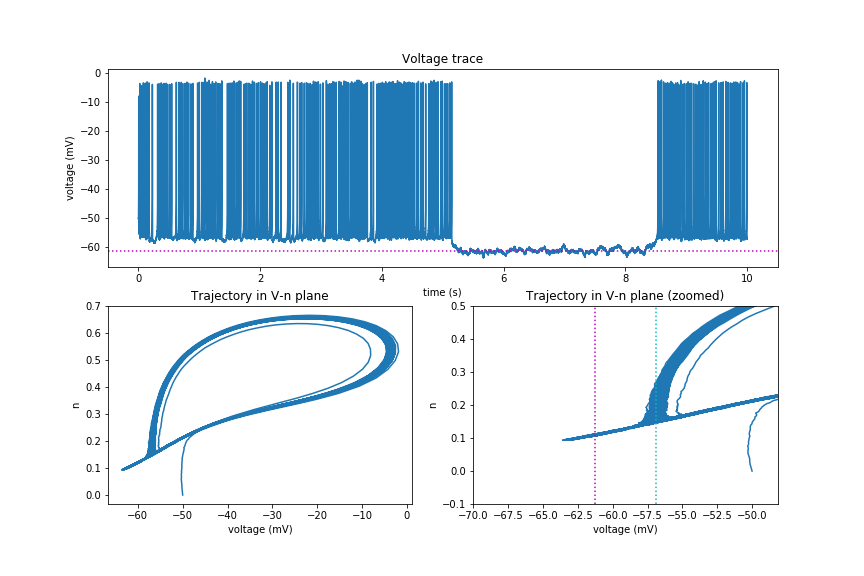 Voltage trace
voltage (mV)
0
−10
−20
−30
−40
−50
−60
0 2 4 6 8 10
time (s)
Trajectory in V-n plane
n
0.7
0.6
0.5
0.4
0.3
0.2
0.1
0.0
−60 −50 −40 −30 −20 −10 0
voltage (mV)
Trajectory in V-n plane (zoomed)
n
0.5
0.4
0.3
0.2
0.1
0.0
−0.1
−70.0 −67.5 −65.0 −62.5 −60.0 −57.5 −55.0 −52.5 −50.0
voltage (mV)